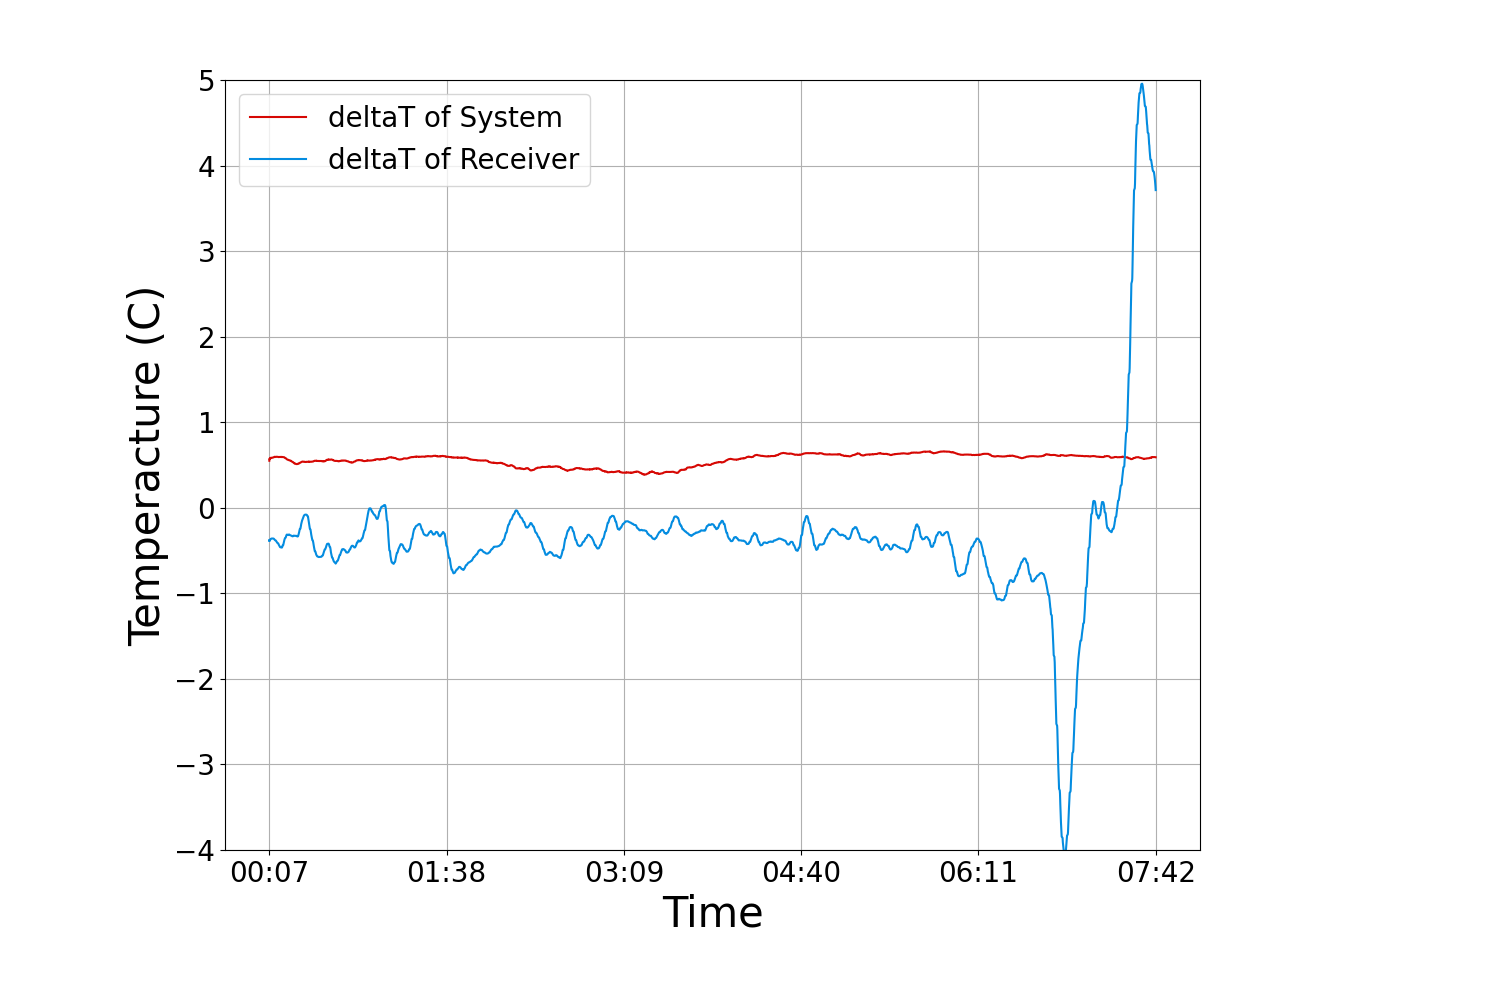 deltaT of System
deltaT of Receiver
5
4
3
2
1
0
−1
−2
−3
−4
Temperacture (C)
00:07 01:38 03:09 04:40 06:11 07:42
Time